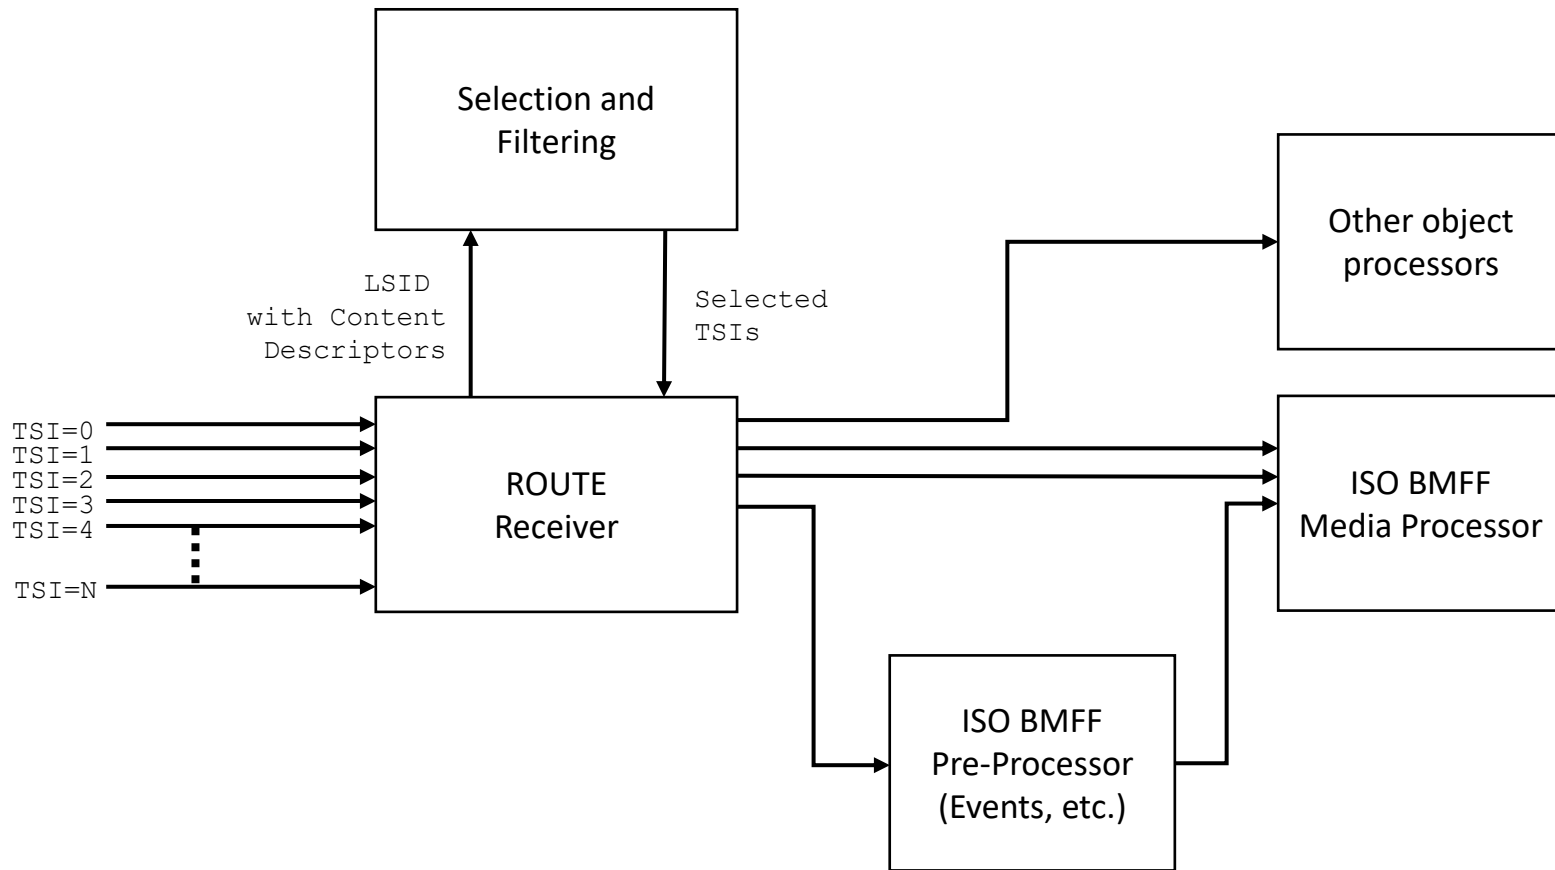 Selection and
Filtering
Other object
processors
LSID
with Content
Descriptors
Selected
TSIs
TSI=0
TSI=1
TSI=2
TSI=3
TSI=4
TSI=N
ROUTE
Receiver
ISO BMFF
Media Processor
ISO BMFF
Pre-Processor
(Events, etc.)